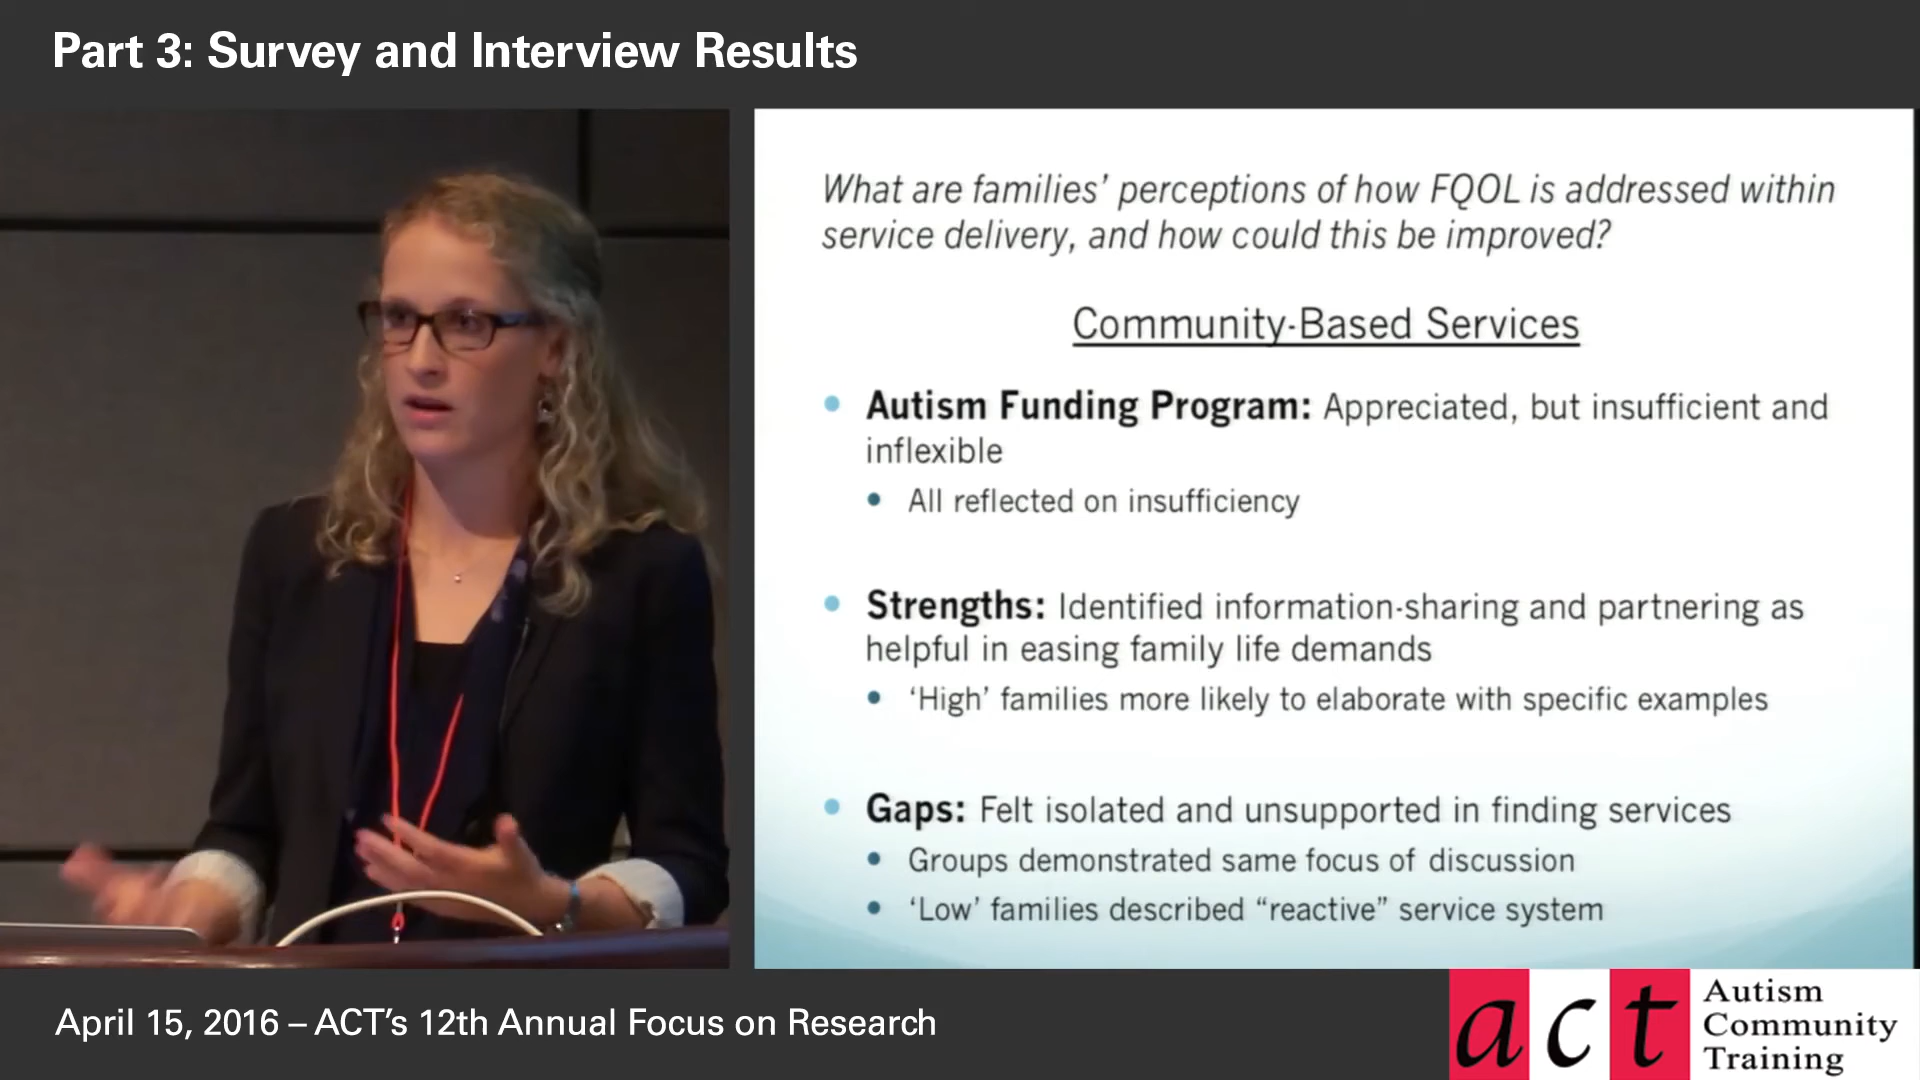 Part 3: Survey and Interview Results
What are families’ perceptions of how FQOL is addressed within
service delivery, and how could this be improved?
Community-Based Services
• Autism Funding Program: Appreciated, but insufficient and
inflexible
• All reflected on insufficiency
• Strengths: Identified information-sharing and partnering as
helpful in easing family life demands
• ‘High’ families more likely to elaborate with specific examples
• Gaps: Felt isolated and unsupported in finding services
• Groups demonstrated same focus of discussion
• ‘Low’ families described “reactive” service system
April 15, 2016 – ACT’s 12th Annual Focus on Research
act
Autism
Community
Training